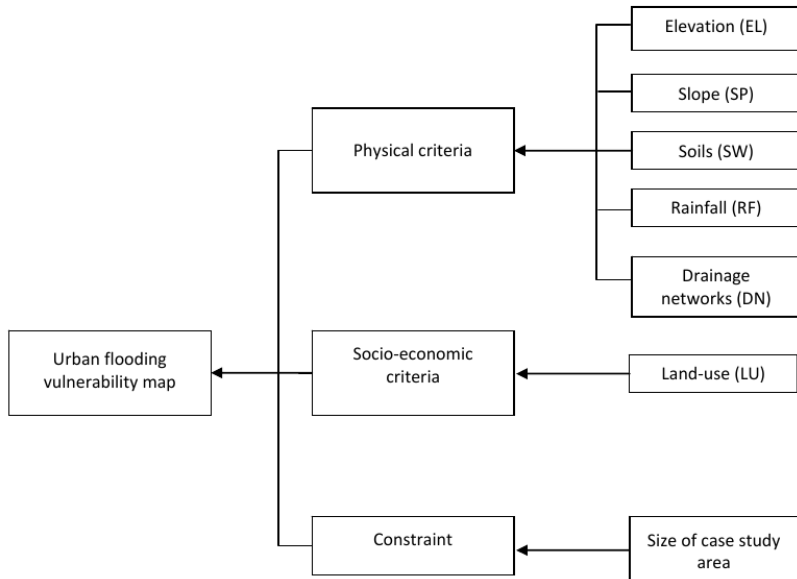 Elevation (EL)
Slope (SP)
Physical criteria
Soils (SW)
Rainfall (RF)
Drainage
networks (DN)
Urban flooding
vulnerability map
Socio-economic
criteria
Land-use (LU)
Constraint
Size of case study
area